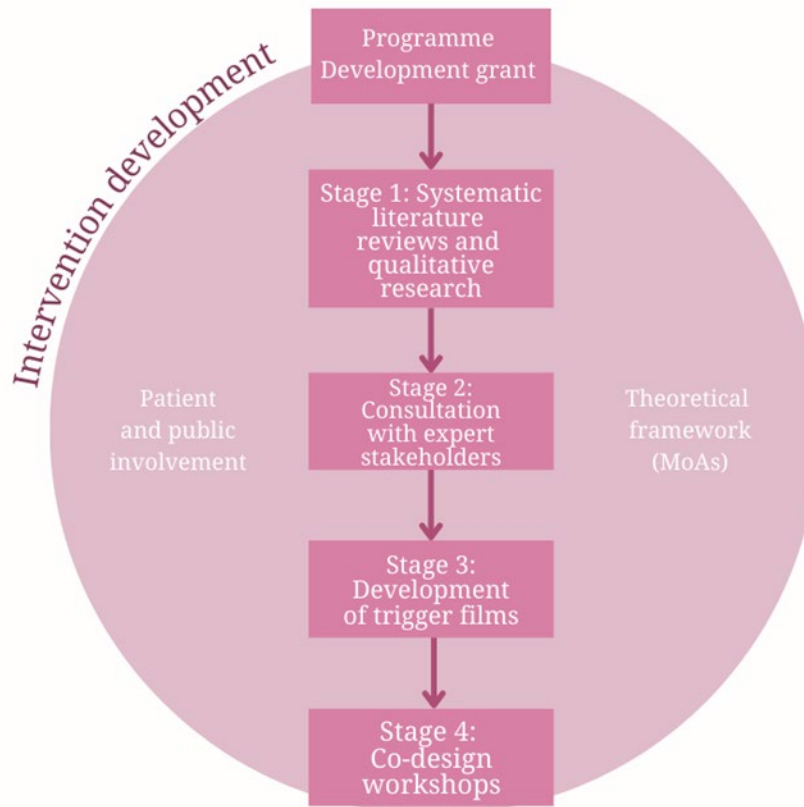 Intervention development
Programme
Development grant
Stage 1: Systematic
literature
reviews and
qualitative
research
Stage 2:
Consultation
with expert
stakeholders
Patient
and public
involvement
Theoretical
framework
(MoAs)
Stage 3:
Development
of trigger films
Stage 4:
Co-design
workshops